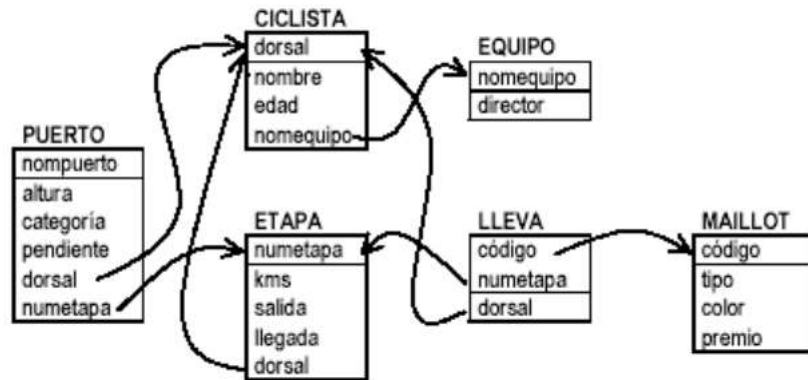 CICLISTA
dorsal
nombre
edad
nomequipo
EQUIPO
nomequipo
director
PUERTO
nompuerto
altura
categoría
pendiente
dorsal
numetapa
ETAPA
numetapa
kms
salida
llegada
dorsal
LLEVA
código
numetapa
dorsal
MAILLOT
código
tipo
color
premio